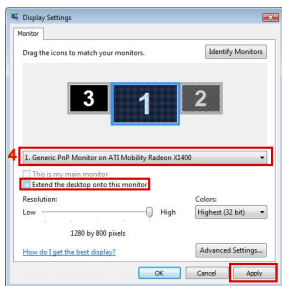 Display Settings
Monitor
Drag the icons to match your monitors.
Identify Monitors
3
1
2
4
1. Generic PnP Monitor on ATI Mobility Radeon X1400
This is my main monitor
Extend the desktop onto this monitor
Resolution:
Colors:
Low
High
Highest (32 bit)
1280 by 800 pixels
How do I get the best display?
Advanced Settings...
OK
Cancel
Apply